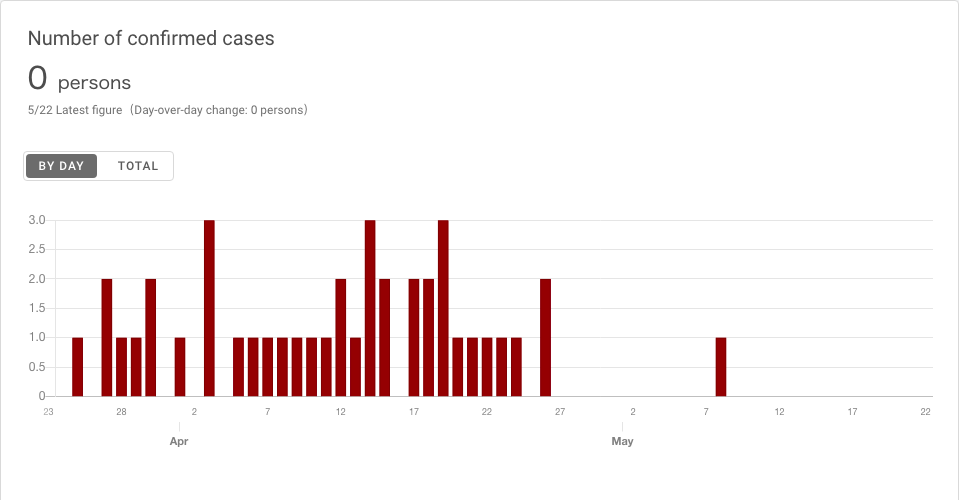 Number of confirmed cases
0 persons
5/22 Latest figure（Day-over-day change: 0 persons）
BY DAY TOTAL
3.0
2.5
2.0
1.5
1.0
0.5
0
23 28 2 7 12 17 22 27 2 7 12 17 22
Apr May